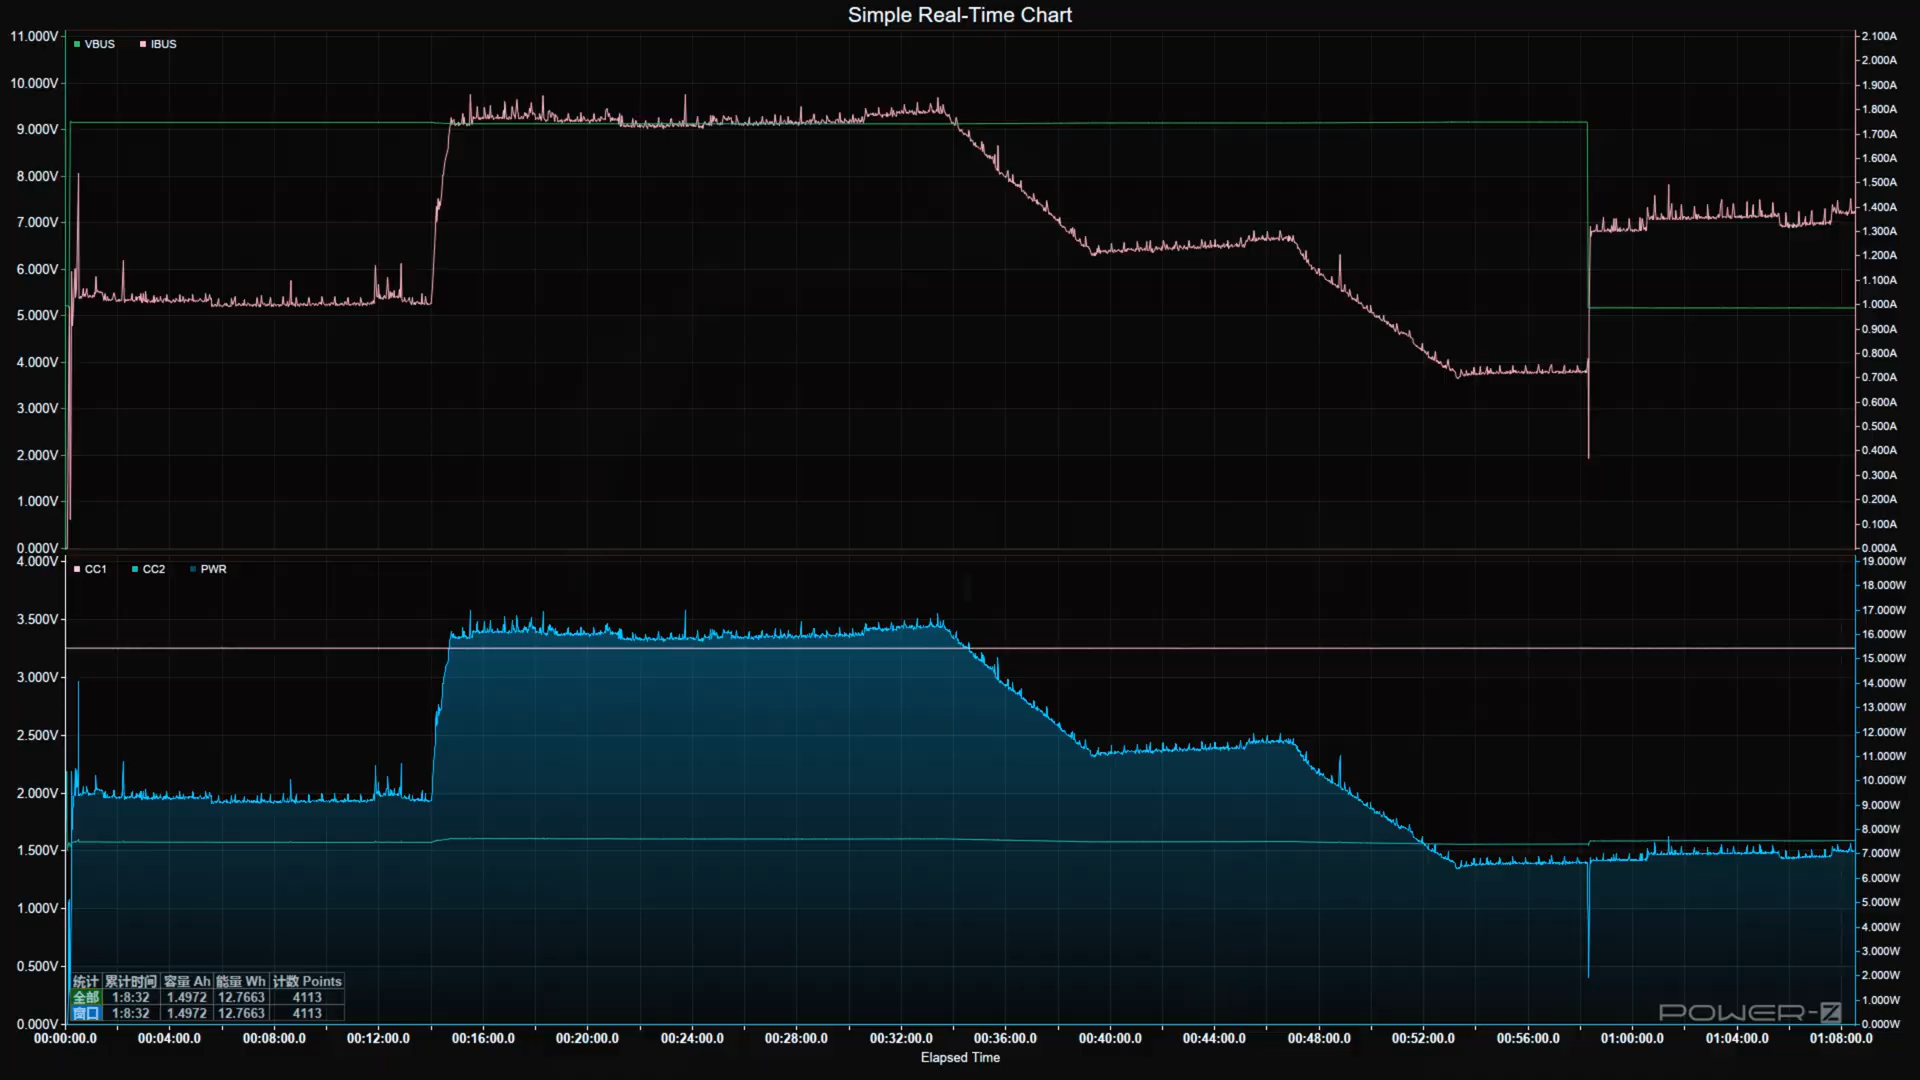 Simple Real-Time Chart
VBUS IBUS
11.000V
10.000V
9.000V
8.000V
7.000V
6.000V
5.000V
4.000V
3.000V
2.000V
1.000V
0.000V
2.100A
2.000A
1.900A
1.800A
1.700A
1.600A
1.500A
1.400A
1.300A
1.200A
1.100A
1.000A
0.900A
0.800A
0.700A
0.600A
0.500A
0.400A
0.300A
0.200A
0.100A
0.000A
CC1 CC2 PWR
4.000V
3.500V
3.000V
2.500V
2.000V
1.500V
1.000V
0.500V
0.000V
19.000W
18.000W
17.000W
16.000W
15.000W
14.000W
13.000W
12.000W
11.000W
10.000W
9.000W
8.000W
7.000W
6.000W
5.000W
4.000W
3.000W
2.000W
1.000W
0.000W
统计 累计时间 容量 Ah 能量 Wh 计数 Points
全部 1:8:32 1.4972 12.7663 4113
窗口 1:8:32 1.4972 12.7663 4113
POWER-Z
00:00:00.0 00:04:00.0 00:08:00.0 00:12:00.0 00:16:00.0 00:20:00.0 00:24:00.0 00:28:00.0 00:32:00.0 00:36:00.0 00:40:00.0 00:44:00.0 00:48:00.0 00:52:00.0 00:56:00.0 01:00:00.0 01:04:00.0 01:08:00.0
Elapsed Time